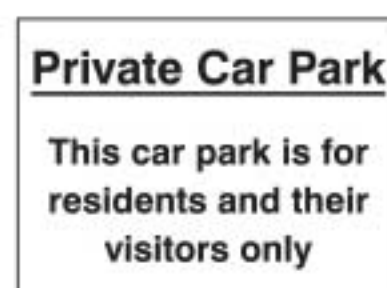 Private Car Park
This car park is for
residents and their
visitors only